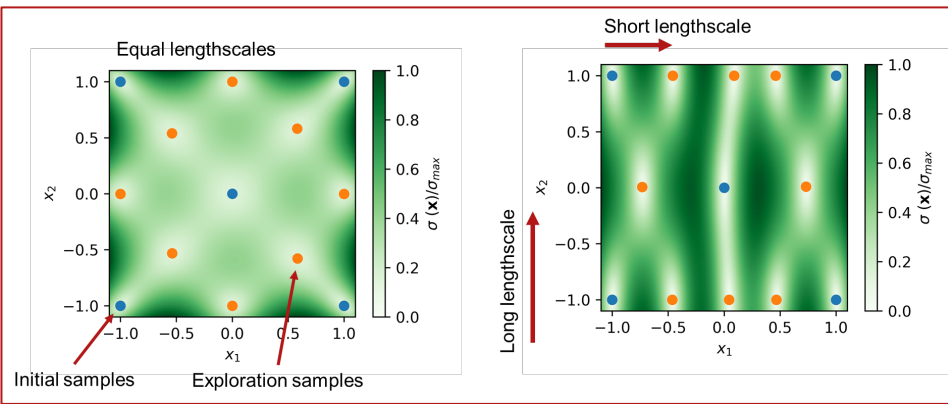 Equal lengthscales
1.0
0.5
0.0
−0.5
−1.0
x₂
−1.0 −0.5 0.0 0.5 1.0
x₁
1.0
0.8
0.6
0.4
0.2
0.0
σ (x)/σmax
Initial samples
Exploration samples
Short lengthscale
Long lengthscale
1.0
0.5
0.0
−0.5
−1.0
x₂
−1.0 −0.5 0.0 0.5 1.0
x₁
1.0
0.8
0.6
0.4
0.2
0.0
σ (x)/σmax